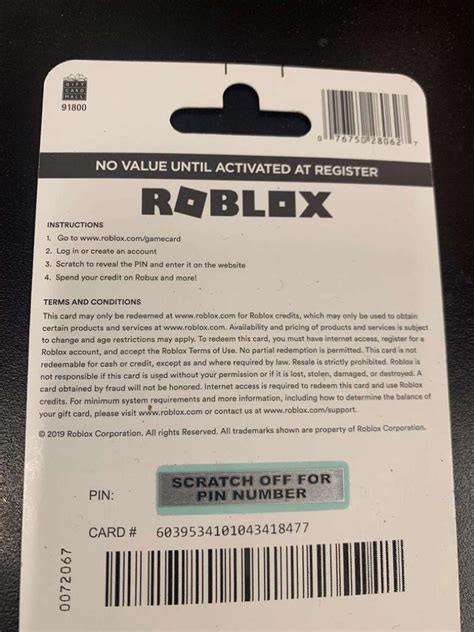 GIFT
CARD
MALL
91800
0 76750 28062 7
NO VALUE UNTIL ACTIVATED AT REGISTER
ROBLOX
INSTRUCTIONS
1. Go to www.roblox.com/gamecard
2. Log in or create an account
3. Scratch to reveal the PIN and enter it on the website
4. Spend your credit on Robux and more!
TERMS AND CONDITIONS
This card may only be redeemed at www.roblox.com for Roblox credits, which may only be used to obtain
certain products and services at www.roblox.com. Availability and pricing of products and services is subject
to change and age restrictions may apply. To redeem this card, you must have internet access, register for a
Roblox account, and accept the Roblox Terms of Use. No partial redemption is permitted. This card is not
redeemable for cash or credit, except as and where required by law. Resale is strictly prohibited. Roblox is
not responsible if this card is used without your permission or if it is lost, stolen, damaged, or destroyed. A
card obtained by fraud will not be honored. Internet access is required to redeem this card and use Roblox
credits. For minimum system requirements and more information, including how to determine the balance of
your gift card, please visit www.roblox.com or contact us at www.roblox.com/support.
© 2019 Roblox Corporation. All rights Reserved. All trademarks shown are property of Roblox Corporation.
PIN:
SCRATCH OFF FOR
PIN NUMBER
CARD # 6039534101043418477
0072067